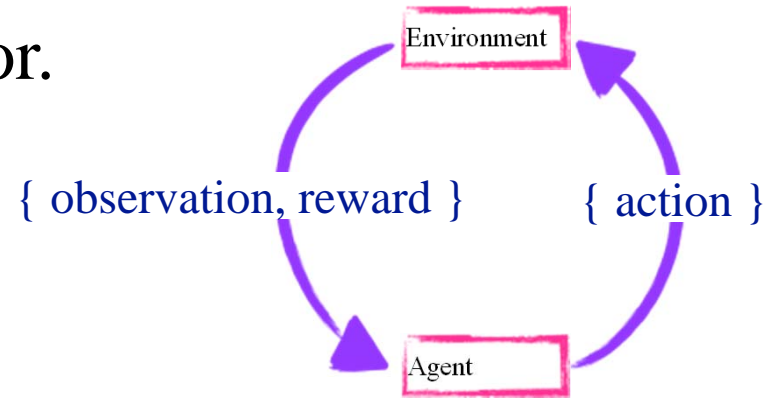 or.
Environment
{ observation, reward }
{ action }
Agent